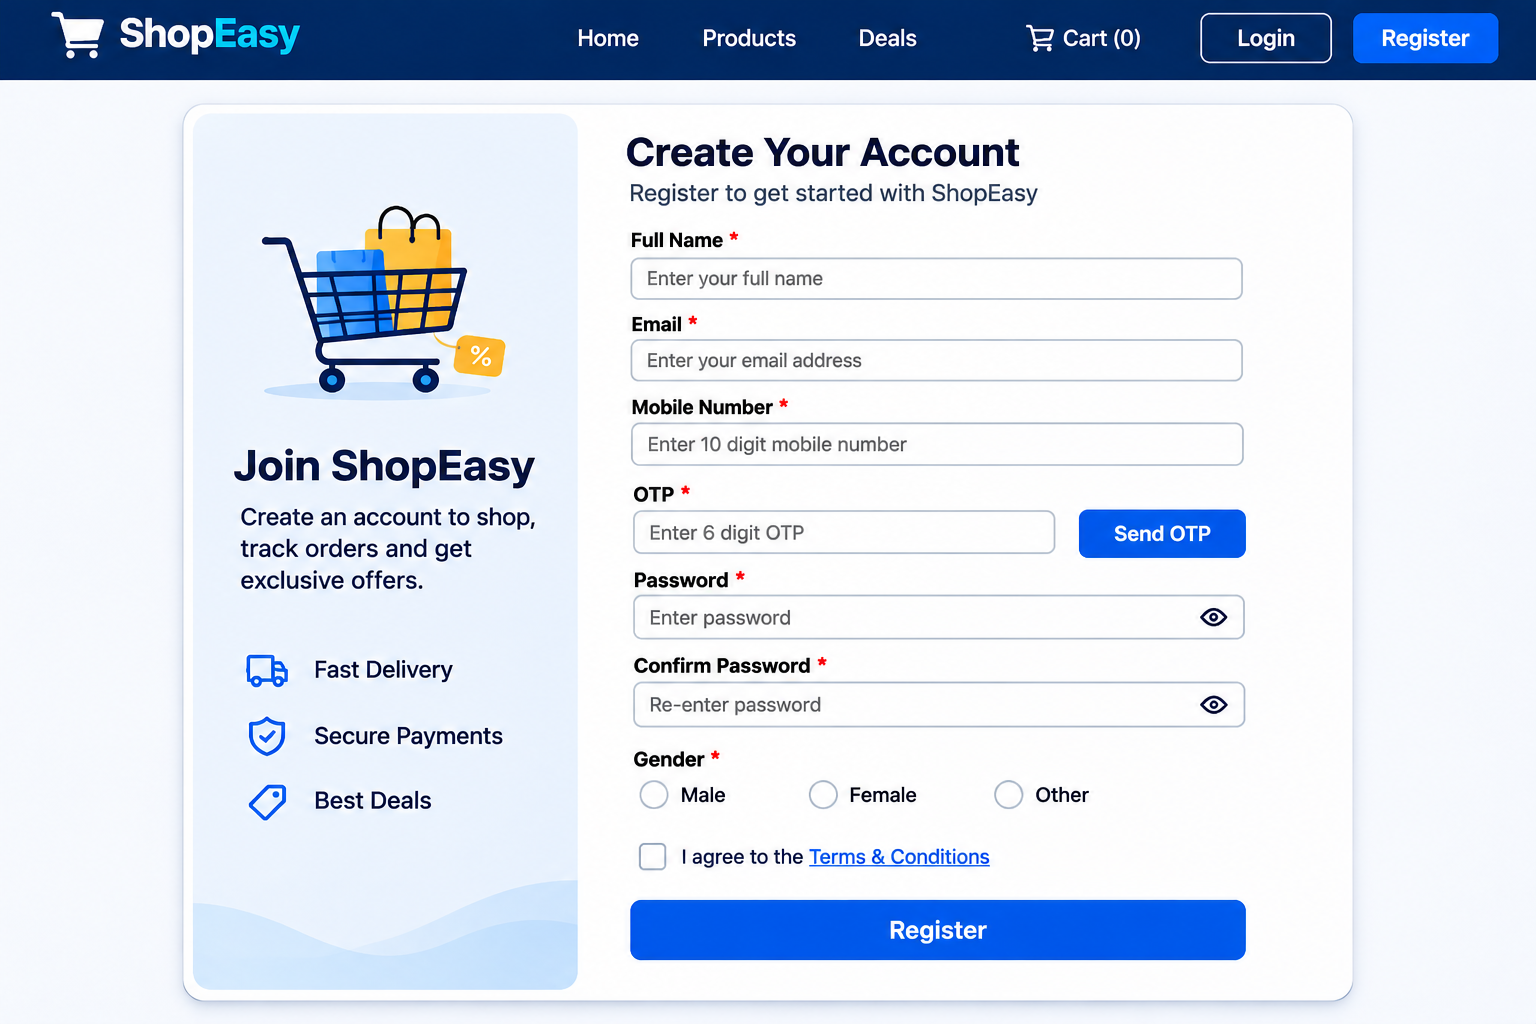 ShopEasy
Home
Products
Deals
Cart (0)
Login
Register
%
Join ShopEasy
Create an account to shop,
track orders and get
exclusive offers.
Fast Delivery
Secure Payments
Best Deals
Create Your Account
Register to get started with ShopEasy
Full Name *
Enter your full name
Email *
Enter your email address
Mobile Number *
Enter 10 digit mobile number
OTP *
Enter 6 digit OTP
Send OTP
Password *
Enter password
Confirm Password *
Re-enter password
Gender *
Male
Female
Other
I agree to the Terms & Conditions
Register